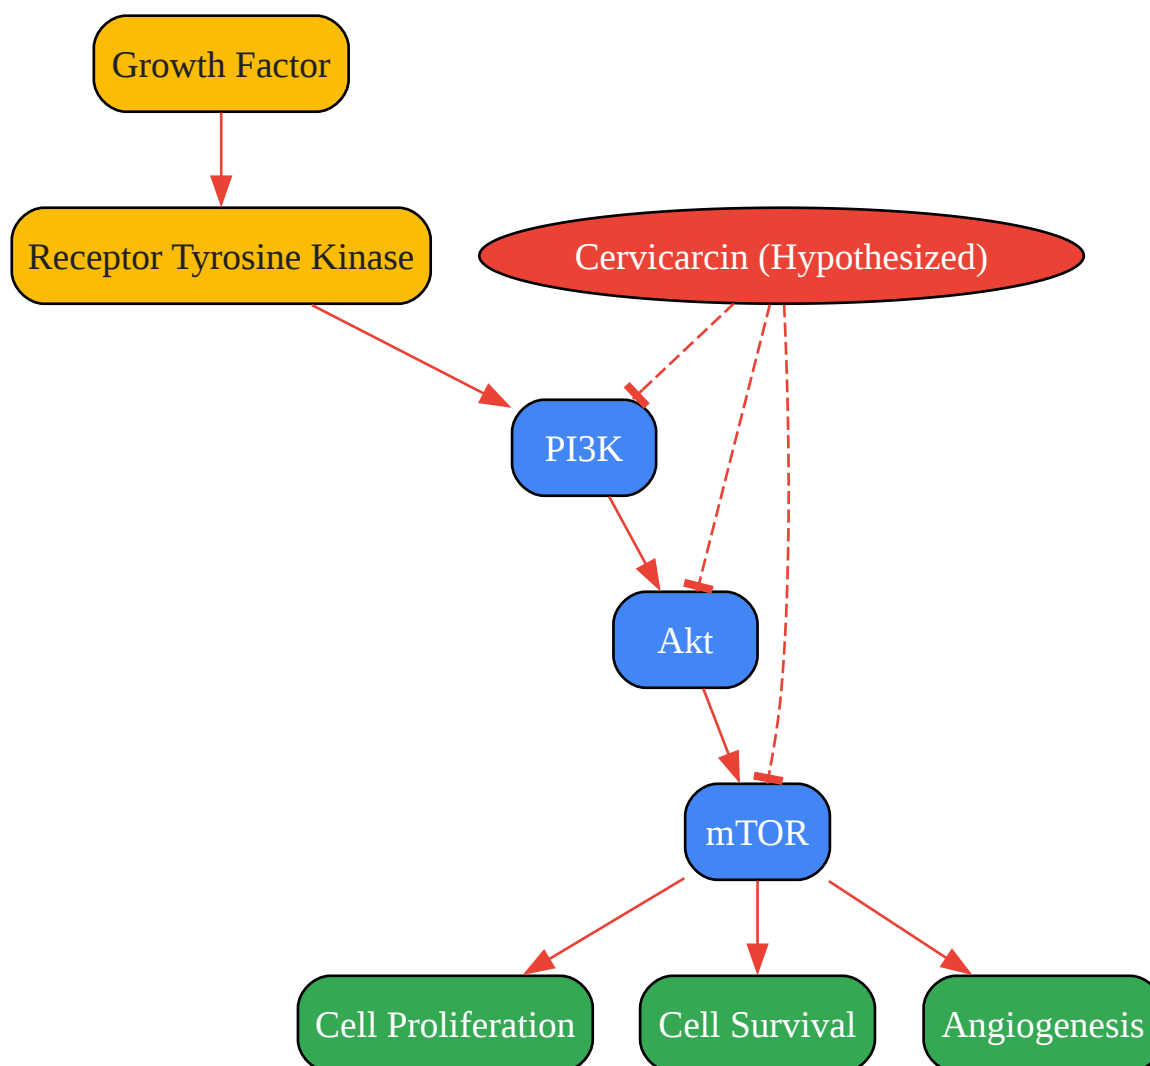 Growth Factor
Receptor Tyrosine Kinase
Cervicarcin (Hypothesized)
PI3K
Akt
mTOR
Cell Proliferation
Cell Survival
Angiogenesis